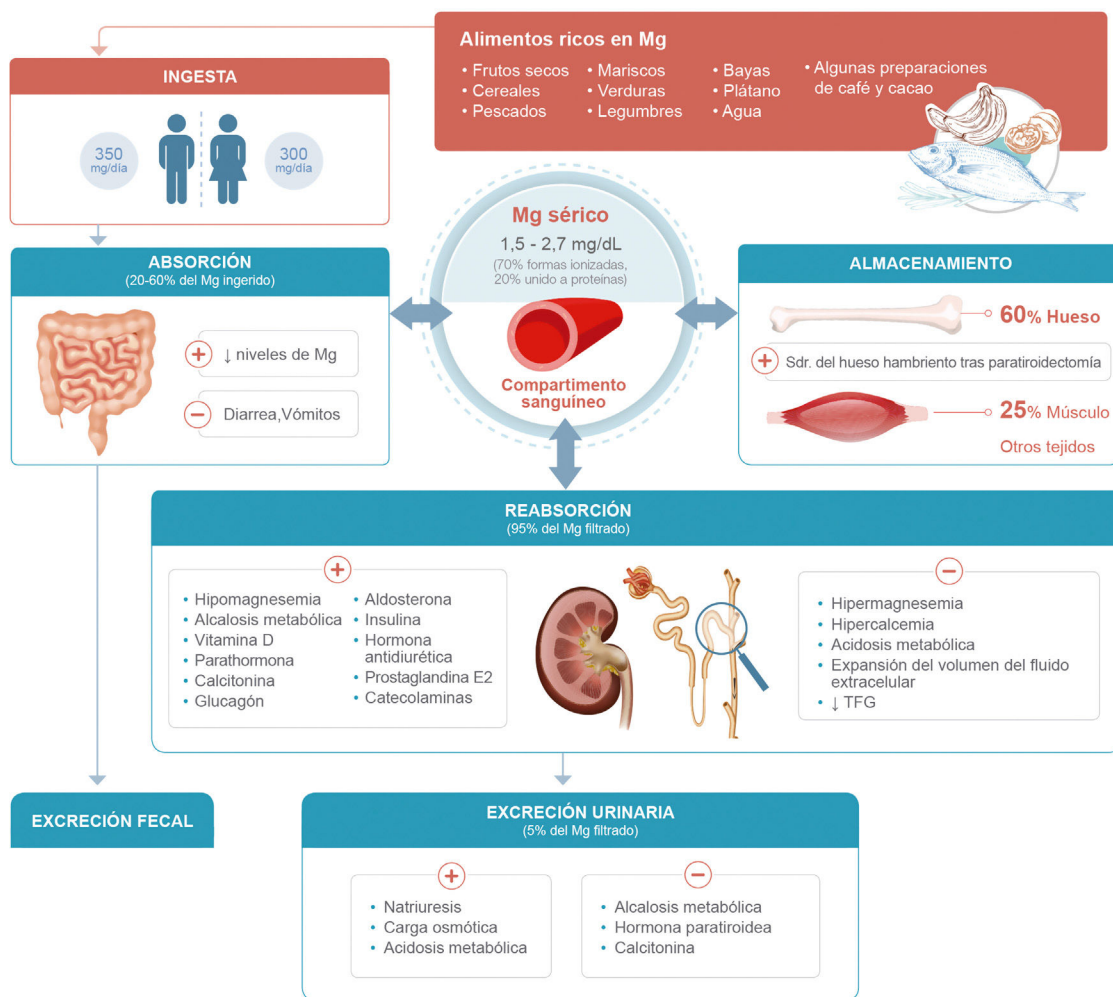 Alimentos ricos en Mg
• Frutos secos
• Cereales
• Pescados
• Mariscos
• Verduras
• Legumbres
• Bayas
• Plátano
• Agua
• Algunas preparaciones
de café y cacao
INGESTA
350
mg/día
300
mg/día
Mg sérico
1,5 - 2,7 mg/dL
(70% formas ionizadas,
20% unido a proteínas)
Compartimento
sanguíneo
ABSORCIÓN
(20-60% del Mg ingerido)
+
↓ niveles de Mg
−
Diarrea,Vómitos
ALMACENAMIENTO
60% Hueso
+
Sdr. del hueso hambriento tras paratiroidectomía
25% Músculo
Otros tejidos
REABSORCIÓN
(95% del Mg filtrado)
+
• Hipomagnesemia
• Alcalosis metabólica
• Vitamina D
• Parathormona
• Calcitonina
• Glucagón
• Aldosterona
• Insulina
• Hormona
antidiurética
• Prostaglandina E2
• Catecolaminas
−
• Hipermagnesemia
• Hipercalcemia
• Acidosis metabólica
• Expansión del volumen del fluido
extracelular
• ↓ TFG
EXCRECIÓN FECAL
EXCRECIÓN URINARIA
(5% del Mg filtrado)
+
• Natriuresis
• Carga osmótica
• Acidosis metabólica
−
• Alcalosis metabólica
• Hormona paratiroidea
• Calcitonina